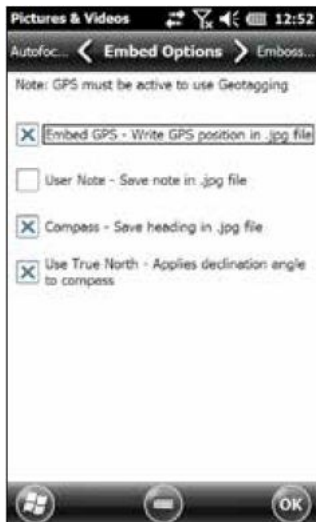 Pictures & Videos 12:52
Autofoc... Embed Options Emboss...
Note: GPS must be active to use Geotagging
Embed GPS - Write GPS position in .jpg file
User Note - Save note in .jpg file
Compass - Save heading in .jpg file
Use True North - Applies declination angle
to compass
OK